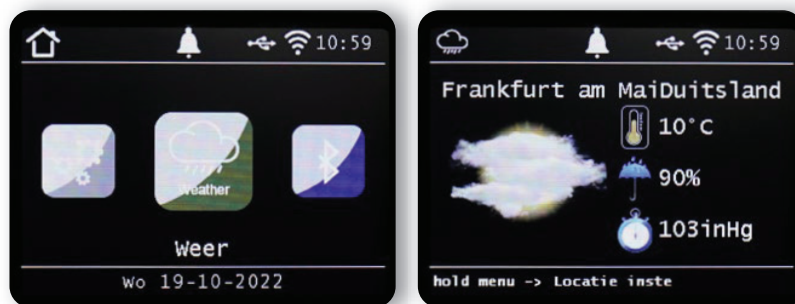 10:59
Weather
Weer
Wo 19-10-2022
10:59
Frankfurt am MaiDuitsland
10°C
90%
103inHg
hold menu -> Locatie inste